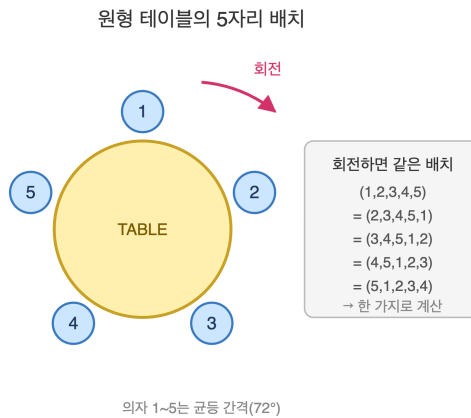 원형 테이블의 5자리 배치
회전
1
5
2
TABLE
4
3
회전하면 같은 배치
(1,2,3,4,5)
= (2,3,4,5,1)
= (3,4,5,1,2)
= (4,5,1,2,3)
= (5,1,2,3,4)
→ 한 가지로 계산
의자 1~5는 균등 간격(72°)